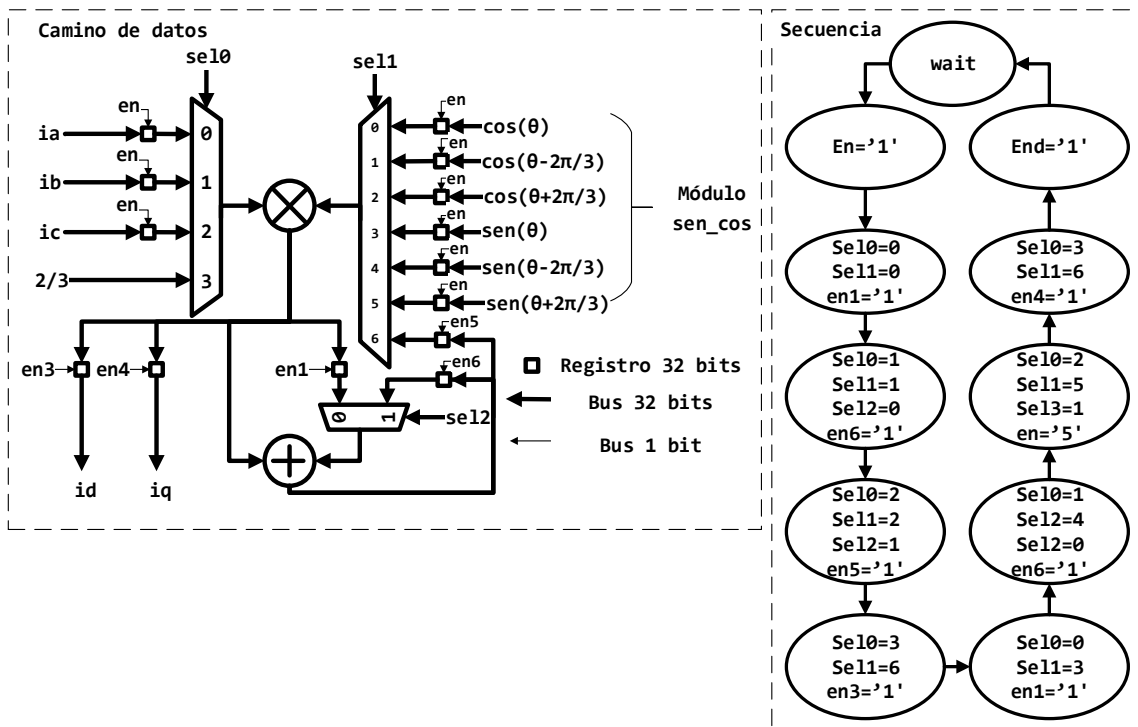 Camino de datos
sel0
sel1
en
ia
0
en
ib
1
en
ic
2
2/3
3
0
en
cos(θ)
1
en
cos(θ-2π/3)
2
en
cos(θ+2π/3)
3
en
sen(θ)
4
en
sen(θ-2π/3)
5
en
sen(θ+2π/3)
6
en5
Módulo
sen_cos
en3
en4
en1
en6
0
1
sel2
id
iq
Registro 32 bits
Bus 32 bits
Bus 1 bit
Secuencia
wait
En='1'
Sel0=0
Sel1=0
en1='1'
Sel0=1
Sel1=1
Sel2=0
en6='1'
Sel0=2
Sel1=2
Sel2=1
en5='1'
Sel0=3
Sel1=6
en3='1'
Sel0=0
Sel1=3
en1='1'
Sel0=1
Sel2=4
Sel2=0
en6='1'
Sel0=2
Sel1=5
Sel3=1
en='5'
Sel0=3
Sel1=6
en4='1'
End='1'